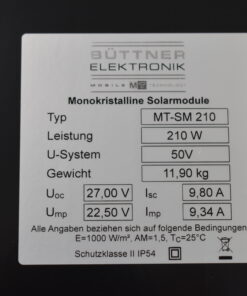 BÜTTNER
ELEKTRONIK
MOBILE MT TECHNOLOGY
Monokristalline Solarmodule
Typ MT-SM 210
Leistung 210 W
U-System 50V
Gewicht 11,90 kg
Uoc 27,00 V Isc 9.80 A
Ump 22,50 V Imp 9,34 A
Alle Angaben beziehen sich auf folgende Bedingungen
E=1000 W/m², AM=1,5, Tc=25°C
Schutzklasse II IP54